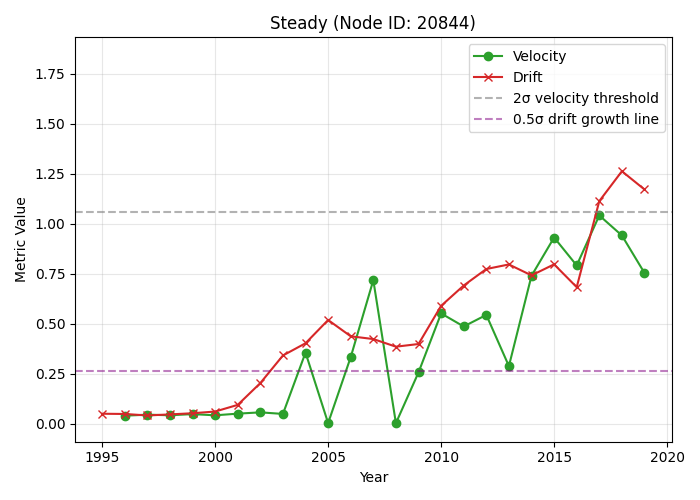 Steady (Node ID: 20844)
Velocity
Drift
2σ velocity threshold
0.5σ drift growth line
Metric Value
1.75
1.50
1.25
1.00
0.75
0.50
0.25
0.00
1995 2000 2005 2010 2015 2020
Year